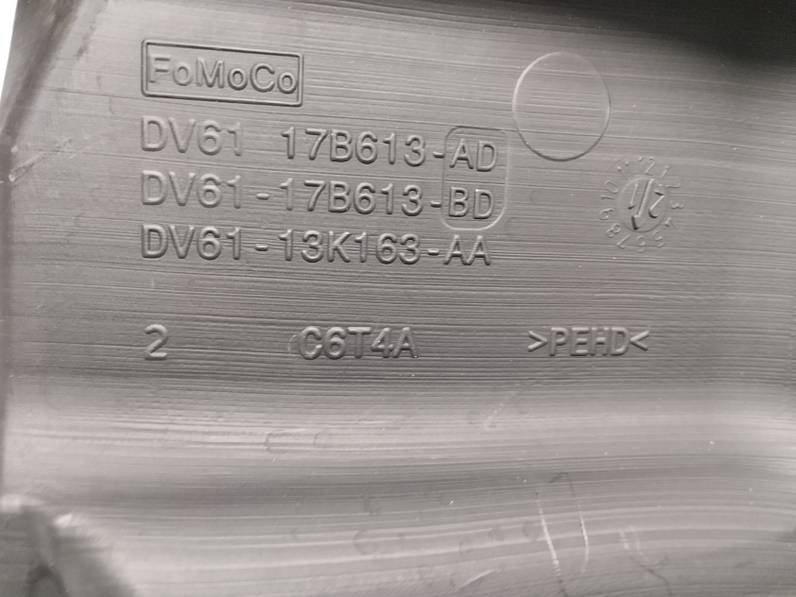 FoMoCo
DV61 17B613-AD
DV61-17B613-BD
DV61-13K163-AA
2 C6T4A >PEHD<